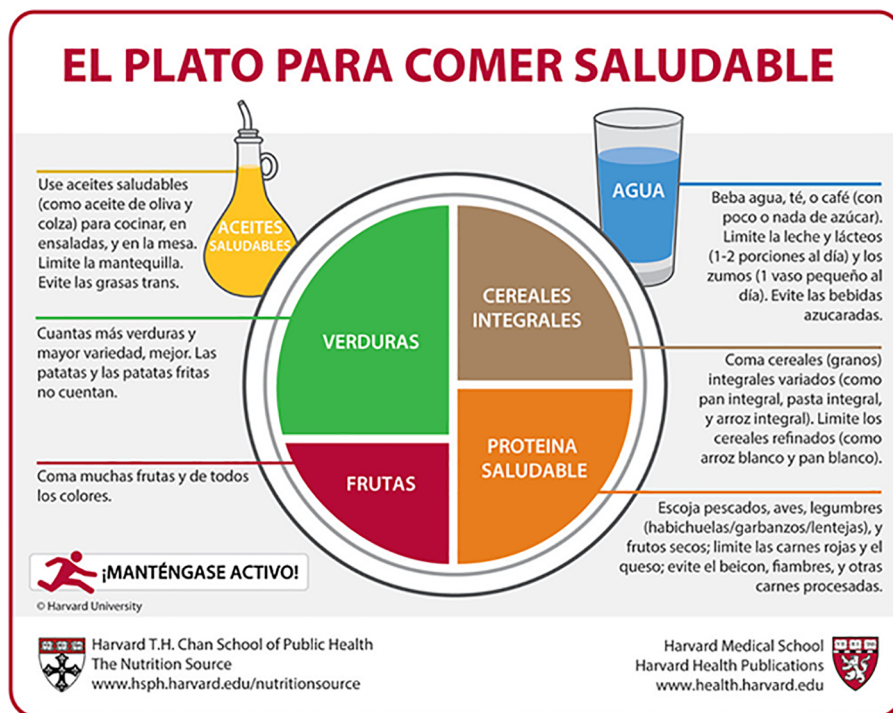 EL PLATO PARA COMER SALUDABLE
Use aceites saludables
(como aceite de oliva y
colza) para cocinar, en
ensaladas, y en la mesa.
Limite la mantequilla.
Evite las grasas trans.
ACEITES
SALUDABLES
AGUA
Beba agua, té, o café (con
poco o nada de azúcar).
Limite la leche y lácteos
(1-2 porciones al día) y los
zumos (1 vaso pequeño al
día). Evite las bebidas
azucaradas.
Cuantas más verduras y
mayor variedad, mejor. Las
patatas y las patatas fritas
no cuentan.
VERDURAS
CEREALES
INTEGRALES
Coma cereales (granos)
integrales variados (como
pan integral, pasta integral,
y arroz integral). Limite los
cereales refinados (como
arroz blanco y pan blanco).
Coma muchas frutas y de todos
los colores.
FRUTAS
PROTEINA
SALUDABLE
Escoja pescados, aves, legumbres
(habichuelas/garbanzos/lentejas), y
frutos secos; limite las carnes rojas y el
queso; evite el beicon, fiambres, y otras
carnes procesadas.
¡MANTÉNGASE ACTIVO!
© Harvard University
Harvard T.H. Chan School of Public Health
The Nutrition Source
www.hsph.harvard.edu/nutritionsource
Harvard Medical School
Harvard Health Publications
www.health.harvard.edu